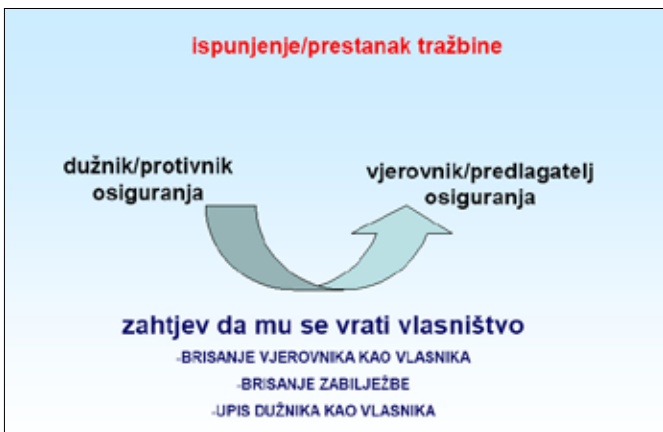 ispunjenje/prestanak tražbine
dužnik/protivnik
osiguranja
vjerovnik/predlagatelj
osiguranja
zahtjev da mu se vrati vlasništvo
-BRISANJE VJEROVNIKA KAO VLASNIKA
-BRISANJE ZABILJEŽBE
-UPIS DUŽNIKA KAO VLASNIKA